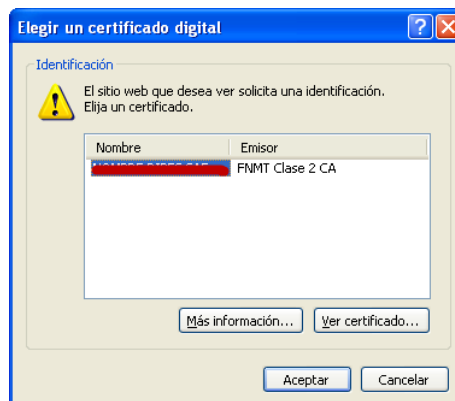 Elegir un certificado digital
Identificación
El sitio web que desea ver solicita una identificación.
Elija un certificado.
Nombre Emisor
FNMT Clase 2 CA
Más información... Ver certificado...
Aceptar Cancelar